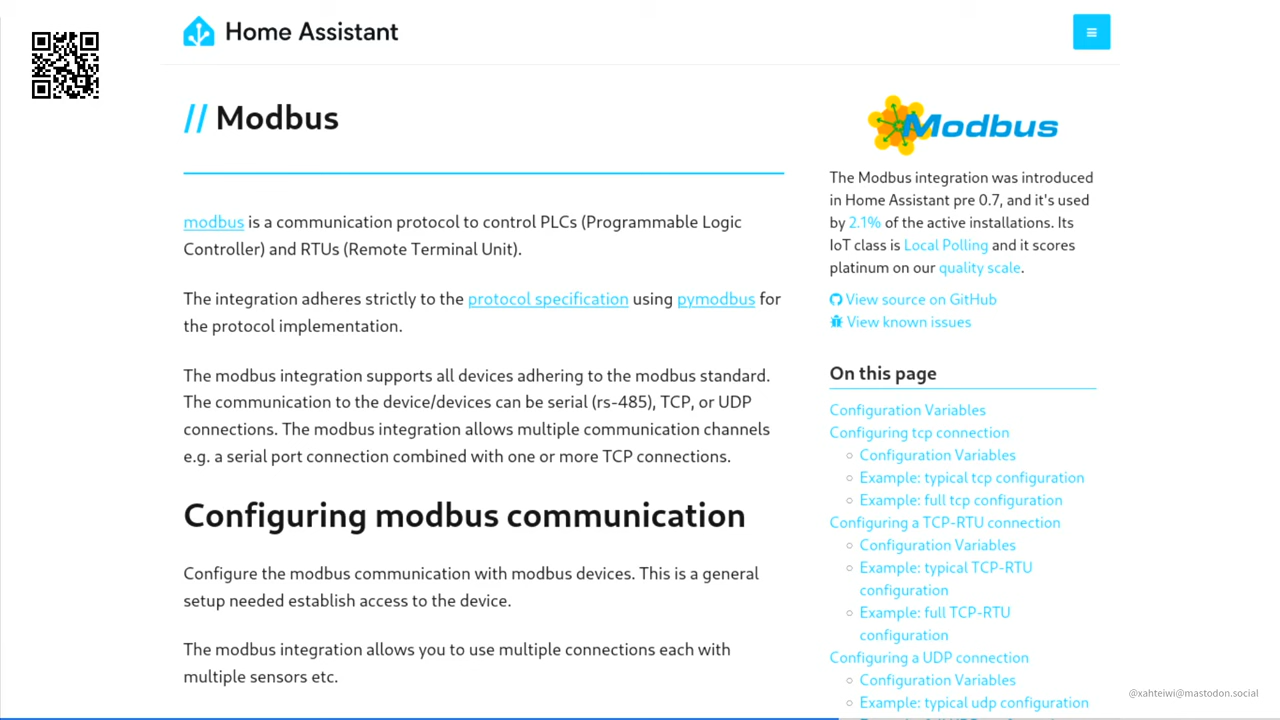 Home Assistant
// Modbus
modbus is a communication protocol to control PLCs (Programmable Logic
Controller) and RTUs (Remote Terminal Unit).
The integration adheres strictly to the protocol specification using pymodbus for
the protocol implementation.
The modbus integration supports all devices adhering to the modbus standard.
The communication to the device/devices can be serial (rs-485), TCP, or UDP
connections. The modbus integration allows multiple communication channels
e.g. a serial port connection combined with one or more TCP connections.
Configuring modbus communication
Configure the modbus communication with modbus devices. This is a general
setup needed establish access to the device.
The modbus integration allows you to use multiple connections each with
multiple sensors etc.
Modbus
The Modbus integration was introduced
in Home Assistant pre 0.7, and it's used
by 2.1% of the active installations. Its
IoT class is Local Polling and it scores
platinum on our quality scale.
View source on GitHub
View known issues
On this page
Configuration Variables
Configuring tcp connection
○ Configuration Variables
○ Example: typical tcp configuration
○ Example: full tcp configuration
Configuring a TCP-RTU connection
○ Configuration Variables
○ Example: typical TCP-RTU
configuration
○ Example: full TCP-RTU
configuration
Configuring a UDP connection
○ Configuration Variables
○ Example: typical udp configuration
@xahteiwi@mastodon.social